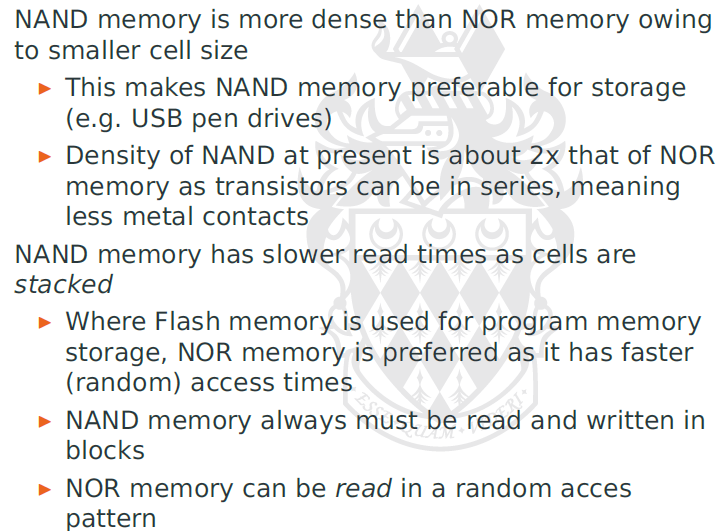 NAND memory is more dense than NOR memory owing
to smaller cell size
▶ This makes NAND memory preferable for storage
(e.g. USB pen drives)
▶ Density of NAND at present is about 2x that of NOR
memory as transistors can be in series, meaning
less metal contacts
NAND memory has slower read times as cells are
stacked
▶ Where Flash memory is used for program memory
storage, NOR memory is preferred as it has faster
(random) access times
▶ NAND memory always must be read and written in
blocks
▶ NOR memory can be read in a random acces
pattern